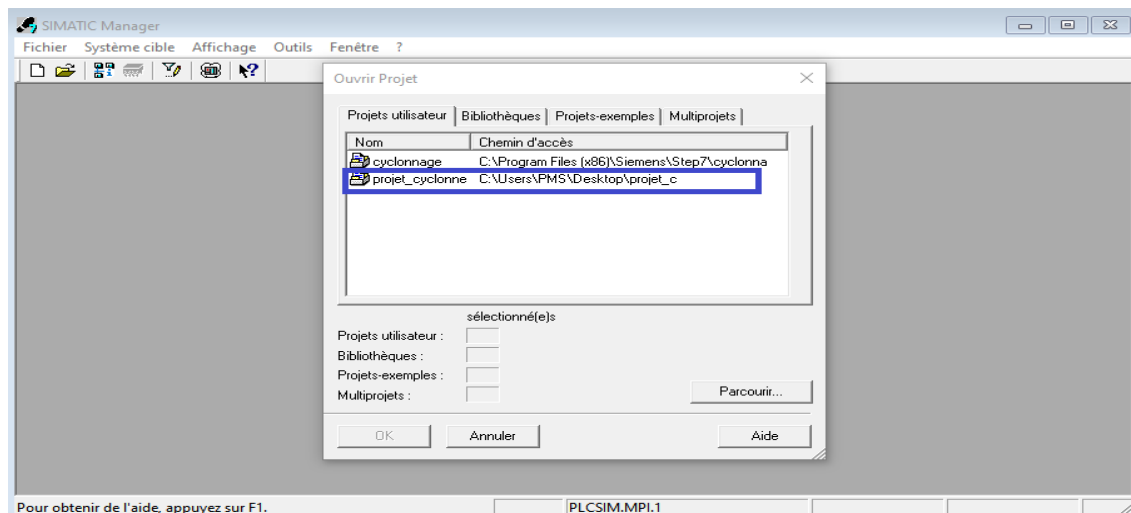 SIMATIC Manager
Fichier Système cible Affichage Outils Fenêtre ?
Ouvrir Projet
Projets utilisateur Bibliothèques Projets-exemples Multiprojets
Nom Chemin d'accès
cyclonnage C:\Program Files (x86)\Siemens\Step7\cyclonna
projet_cyclonne C:\Users\PMS\Desktop\projet_c
sélectionné(e)s
Projets utilisateur :
Bibliothèques :
Projets-exemples :
Multiprojets :
Parcourir...
OK Annuler Aide
Pour obtenir de l'aide, appuyez sur F1. PLCSIM.MPI.1